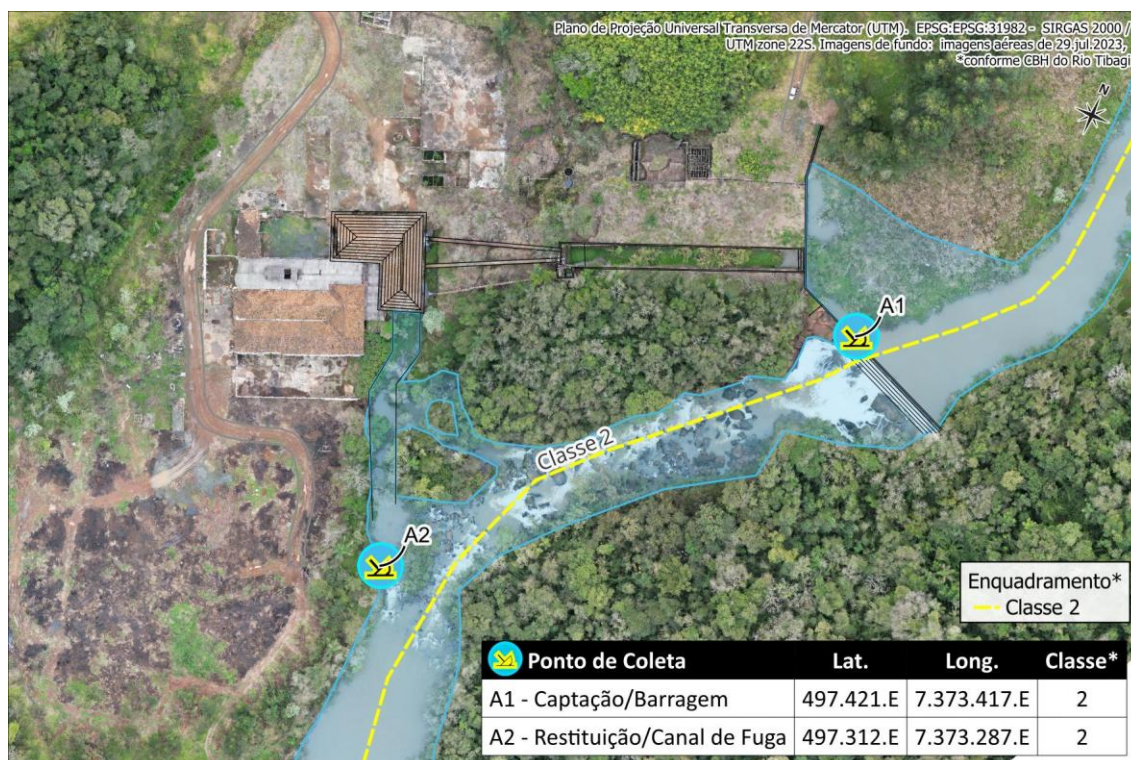 Plano de Projeção Universal Transversa de Mercator (UTM). EPSG:EPSG:31982 - SIRGAS 2000 /
UTM zone 22S. Imagens de fundo: imagens aéreas de 29.jul.2023,
*conforme CBH do Rio Tibagi
N
A1
Classe 2
A2
Enquadramento*
Classe 2
Ponto de Coleta Lat. Long. Classe*
A1 - Captação/Barragem 497.421.E 7.373.417.E 2
A2 - Restituição/Canal de Fuga 497.312.E 7.373.287.E 2